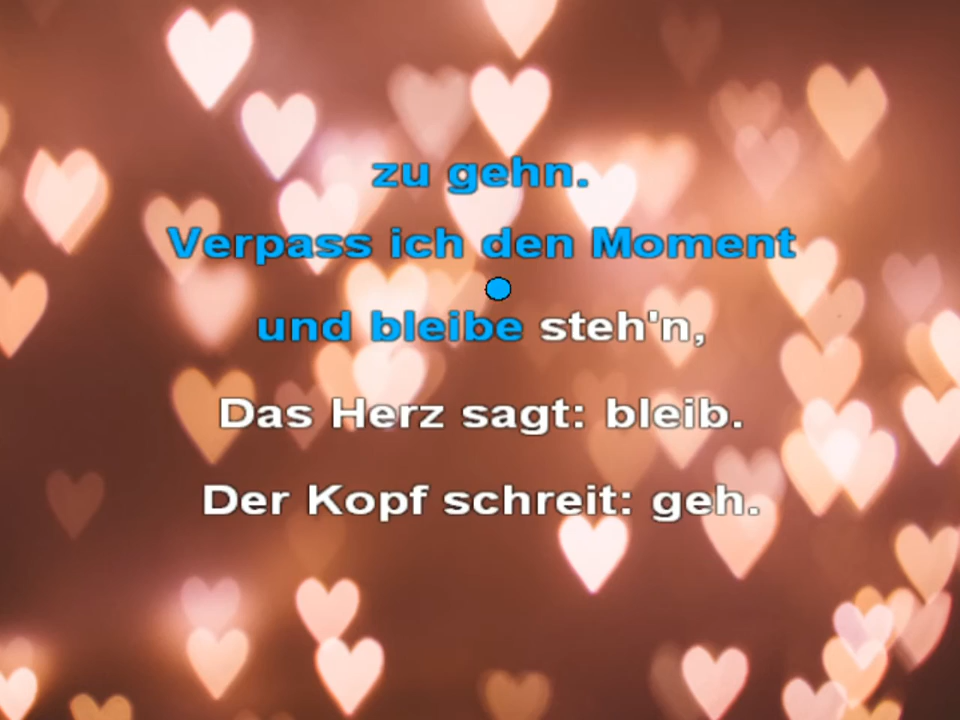 zu gehn.
Verpass ich den Moment
und bleibe steh'n,
Das Herz sagt: bleib.
Der Kopf schreit: geh.